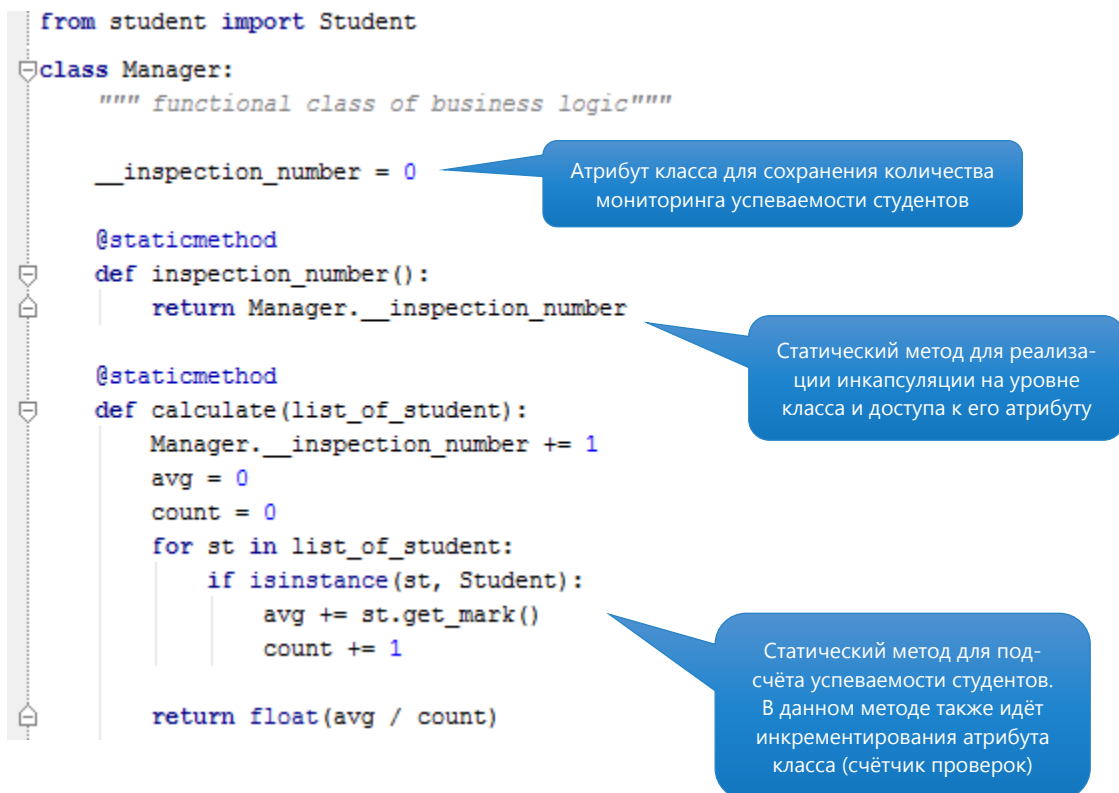 from student import Student
class Manager:
""" functional class of business logic"""
__inspection_number = 0
Атрибут класса для сохранения количества
мониторинга успеваемости студентов
@staticmethod
def inspection_number():
return Manager.__inspection_number
Статический метод для реализа-
ции инкапсуляции на уровне
класса и доступа к его атрибуту
@staticmethod
def calculate(list_of_student):
Manager.__inspection_number += 1
avg = 0
count = 0
for st in list_of_student:
if isinstance(st, Student):
avg += st.get_mark()
count += 1
Статический метод для под-
счёта успеваемости студентов.
В данном методе также идёт
инкрементирования атрибута
класса (счётчик проверок)
return float(avg / count)